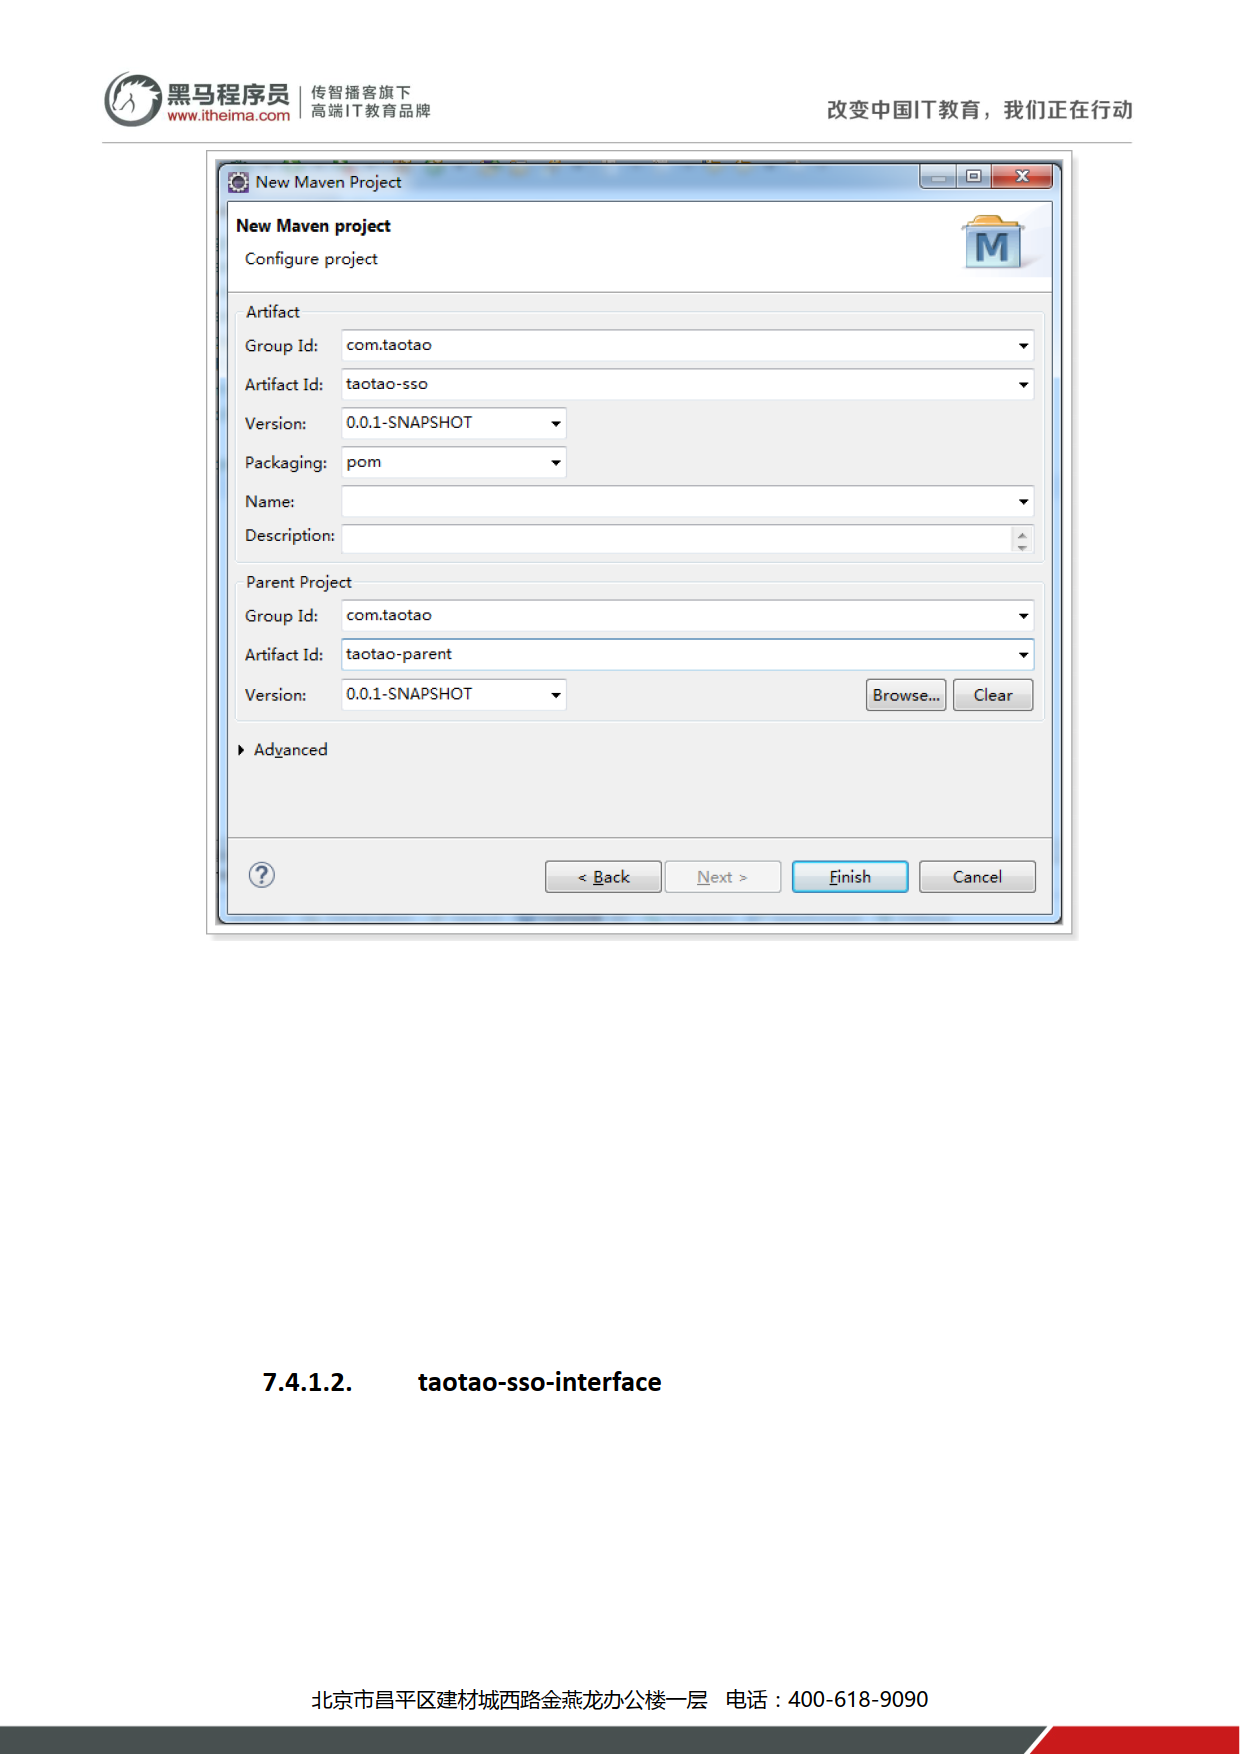 黑马程序员
www.itheima.com
传智播客旗下
高端IT教育品牌
改变中国IT教育，我们正在行动
New Maven Project
New Maven project
Configure project
M
Artifact
Group Id: com.taotao
Artifact Id: taotao-sso
Version: 0.0.1-SNAPSHOT
Packaging: pom
Name:
Description:
Parent Project
Group Id: com.taotao
Artifact Id: taotao-parent
Version: 0.0.1-SNAPSHOT Browse... Clear
Advanced
? < Back Next > Finish Cancel
7.4.1.2. taotao-sso-interface
北京市昌平区建材城西路金燕龙办公楼一层 电话：400-618-9090